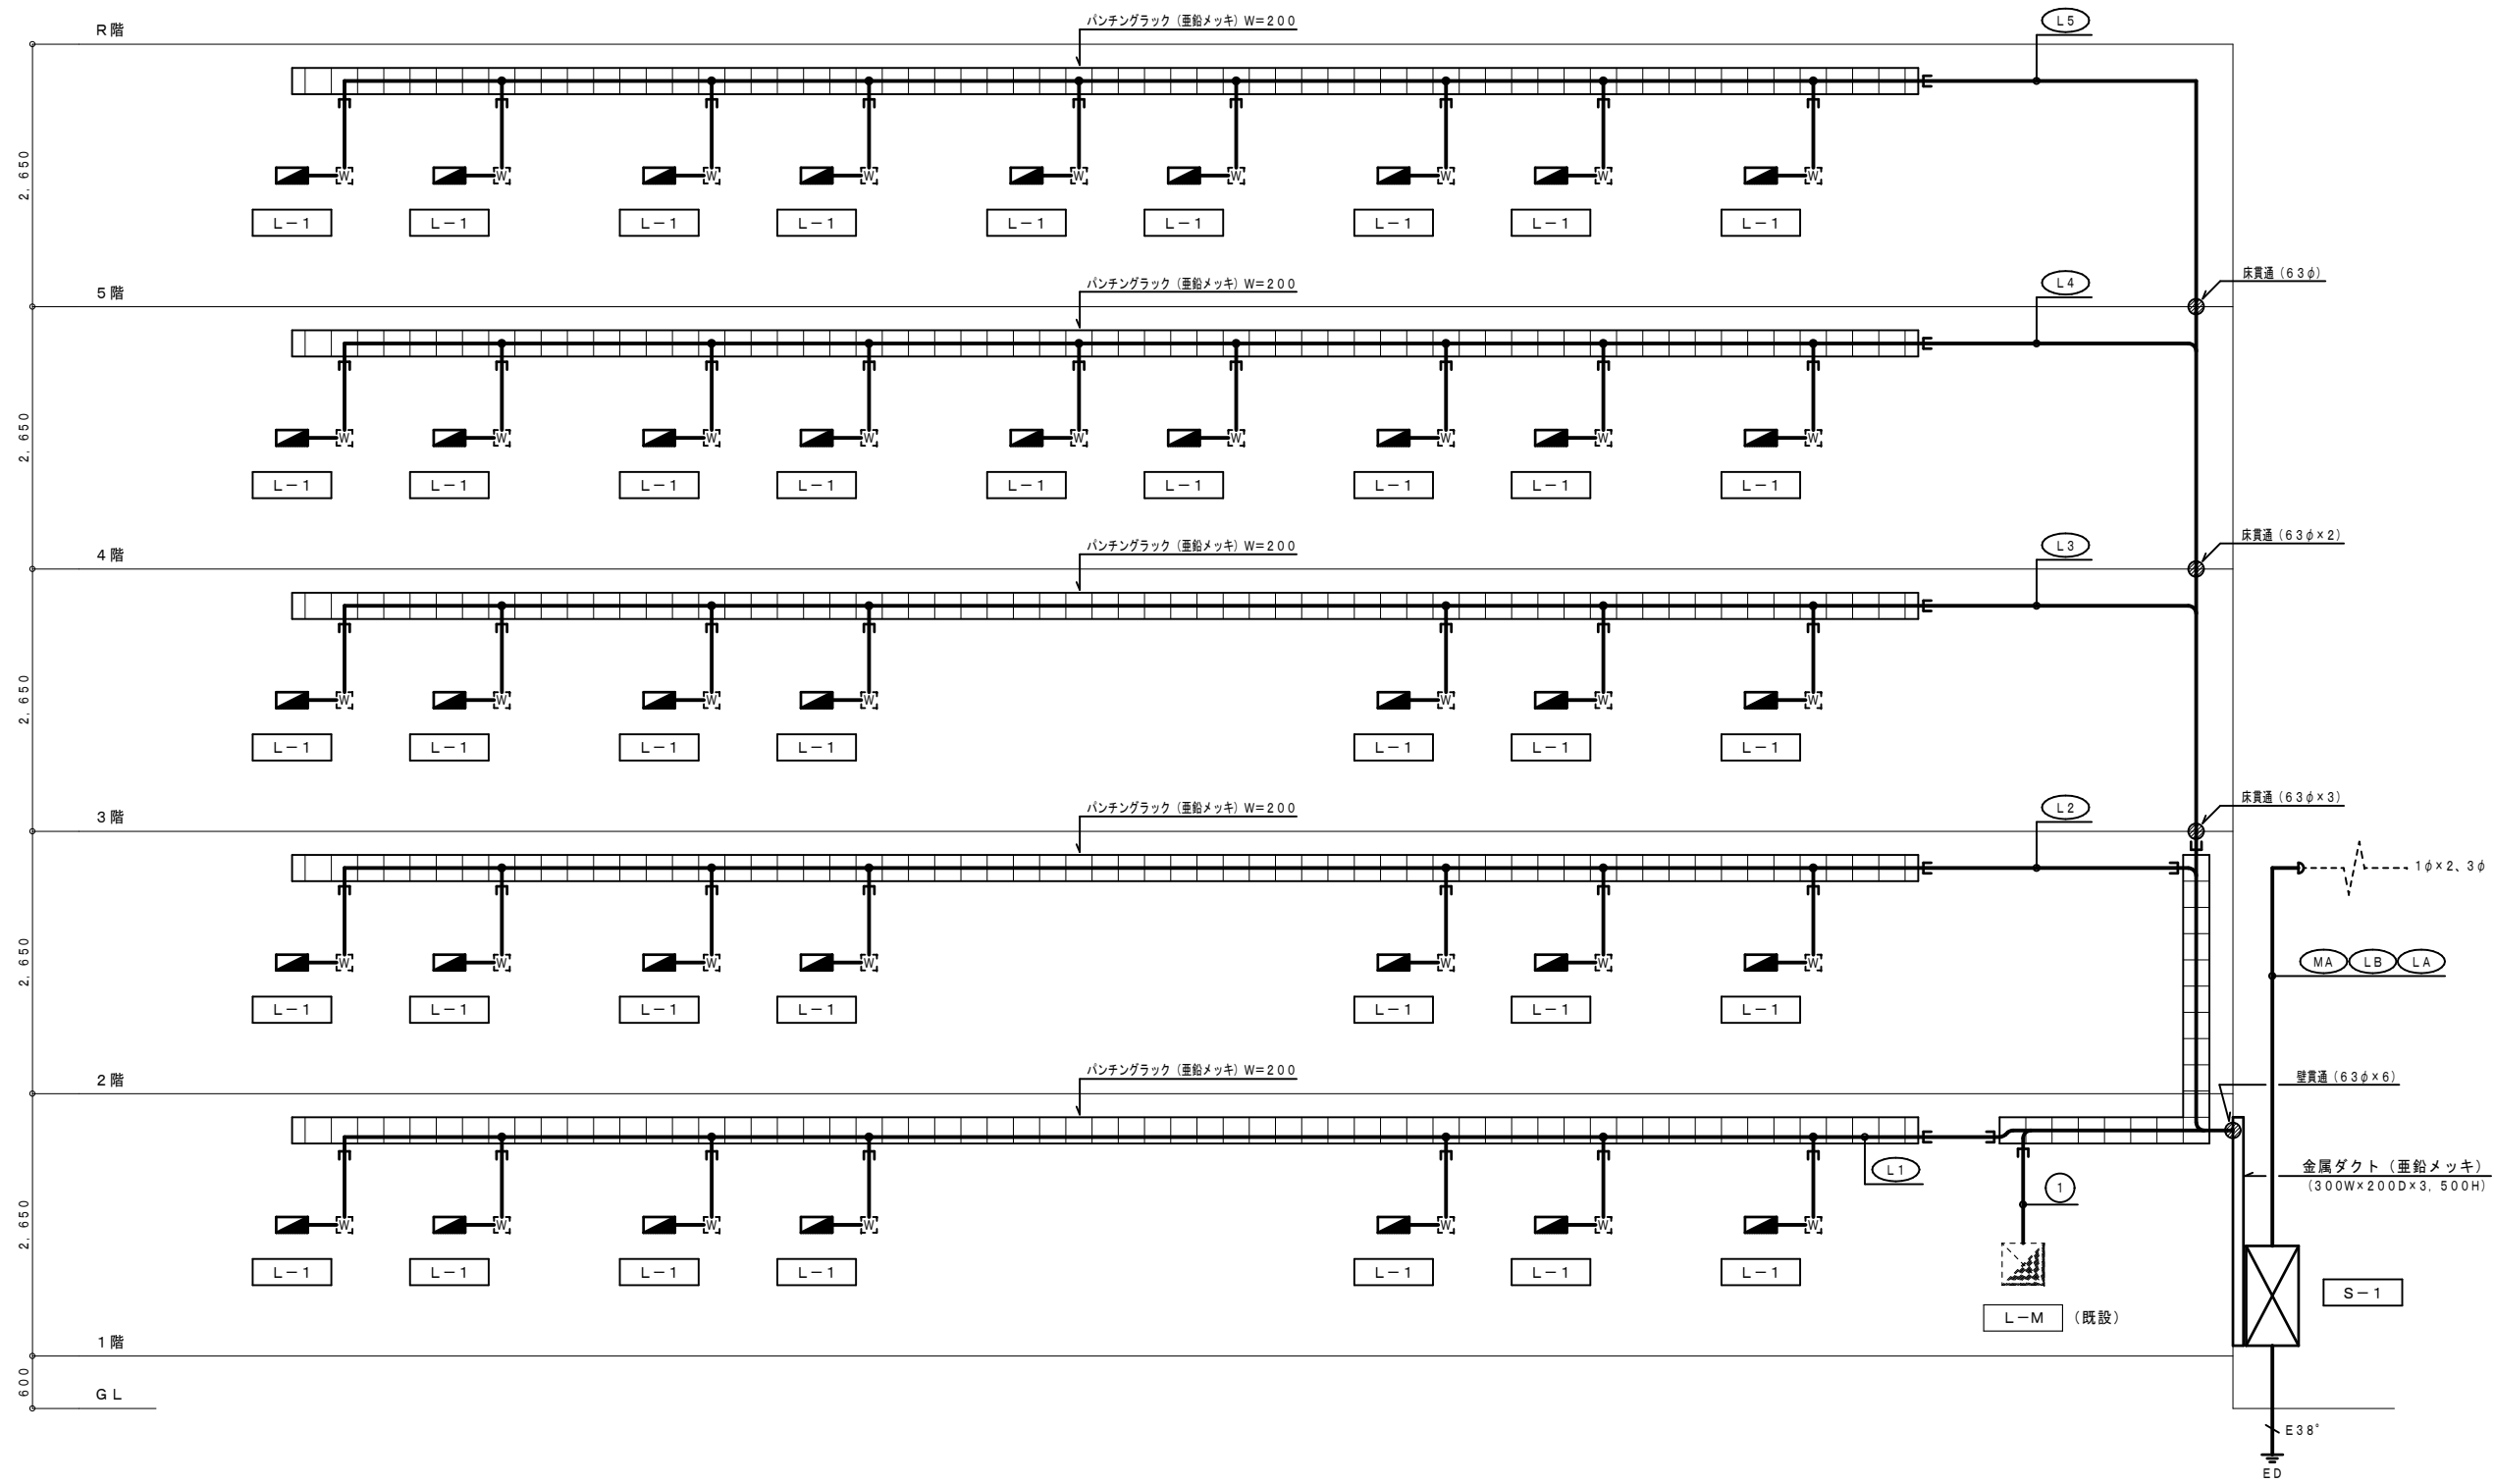 R階
パンチングラック（亜鉛メッキ）W＝200
L5
2,650
W W W W W W W W W
L－1 L－1 L－1 L－1 L－1 L－1 L－1 L－1 L－1
5階
パンチングラック（亜鉛メッキ）W＝200
L4
床貫通（63φ）
2,650
W W W W W W W W W
L－1 L－1 L－1 L－1 L－1 L－1 L－1 L－1 L－1
4階
パンチングラック（亜鉛メッキ）W＝200
L3
床貫通（63φ×2）
2,650
W W W W W W W
L－1 L－1 L－1 L－1 L－1 L－1 L－1
3階
パンチングラック（亜鉛メッキ）W＝200
L2
床貫通（63φ×3）
1φ×2、3φ
2,650
W W W W W W W
MA LB LA
L－1 L－1 L－1 L－1 L－1 L－1 L－1
2階
パンチングラック（亜鉛メッキ）W＝200
壁貫通（63φ×6）
L1
金属ダクト（亜鉛メッキ）
（300W×200D×3,500H）
1
2,650
W W W W W W W
L－1 L－1 L－1 L－1 L－1 L－1 L－1
S－1
L－M （既設）
1階
600
GL
E38°
ED